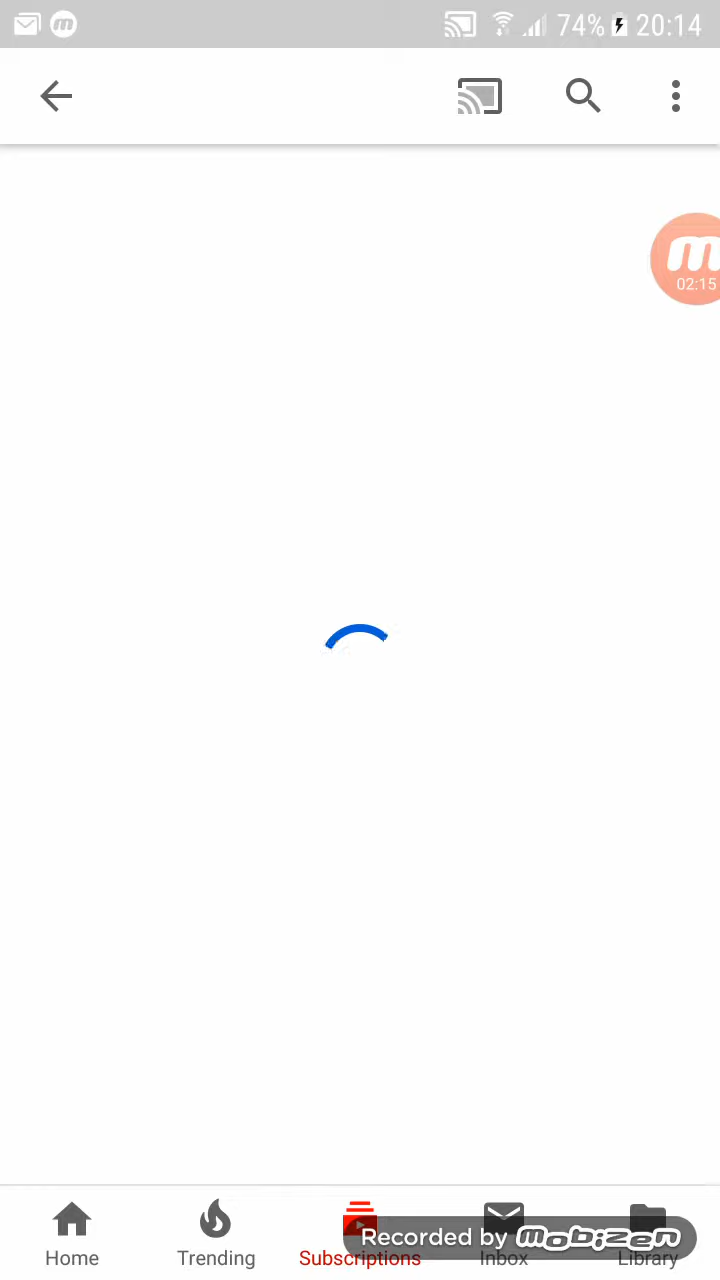 m 74% 20:14
m
02:15
Home Trending Subscriptions Inbox Library
Recorded by mobizen